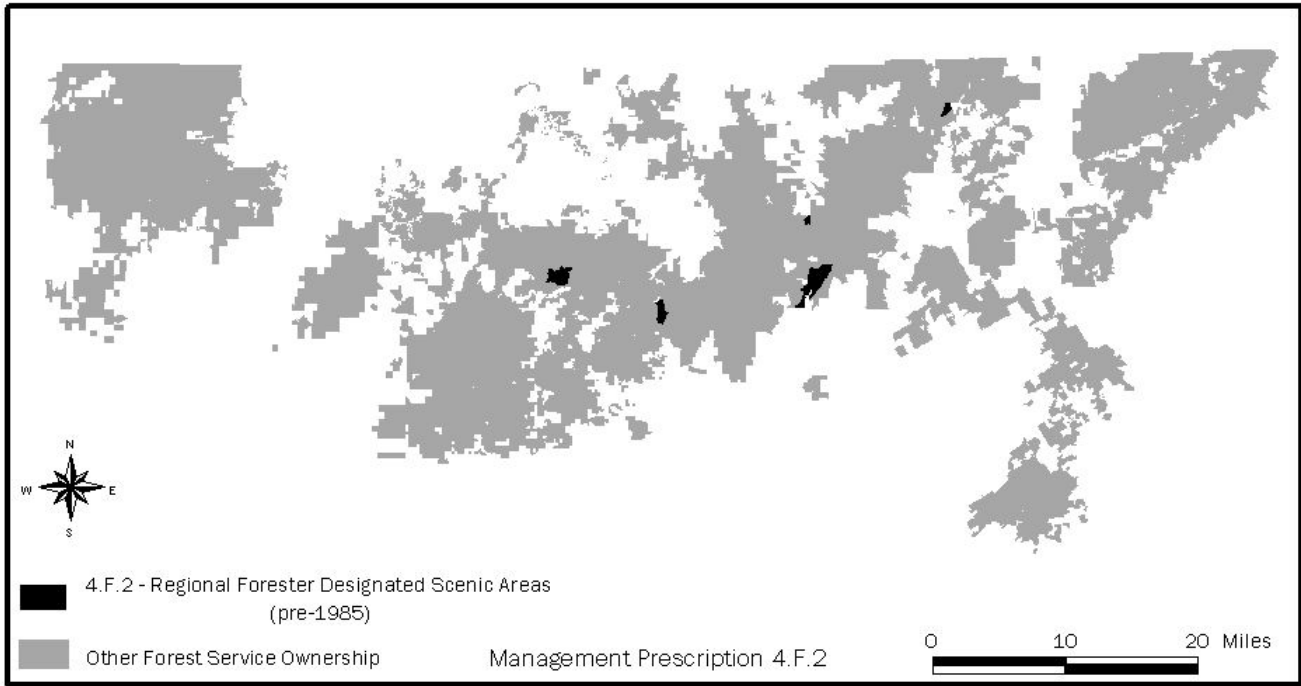 N
W E
S
4.F.2 - Regional Forester Designated Scenic Areas
(pre-1985)
Other Forest Service Ownership
Management Prescription 4.F.2
0 10 20 Miles